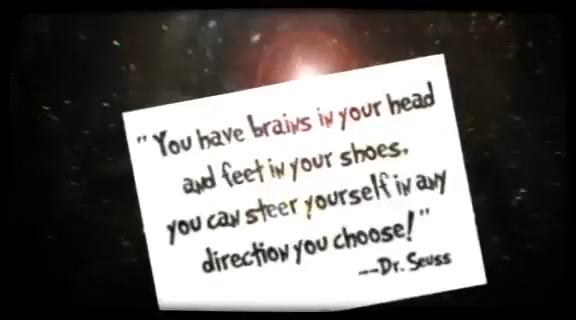 "You have brains in your head
and feet in your shoes.
you can steer yourself in any
direction you choose!"
--Dr. Seuss